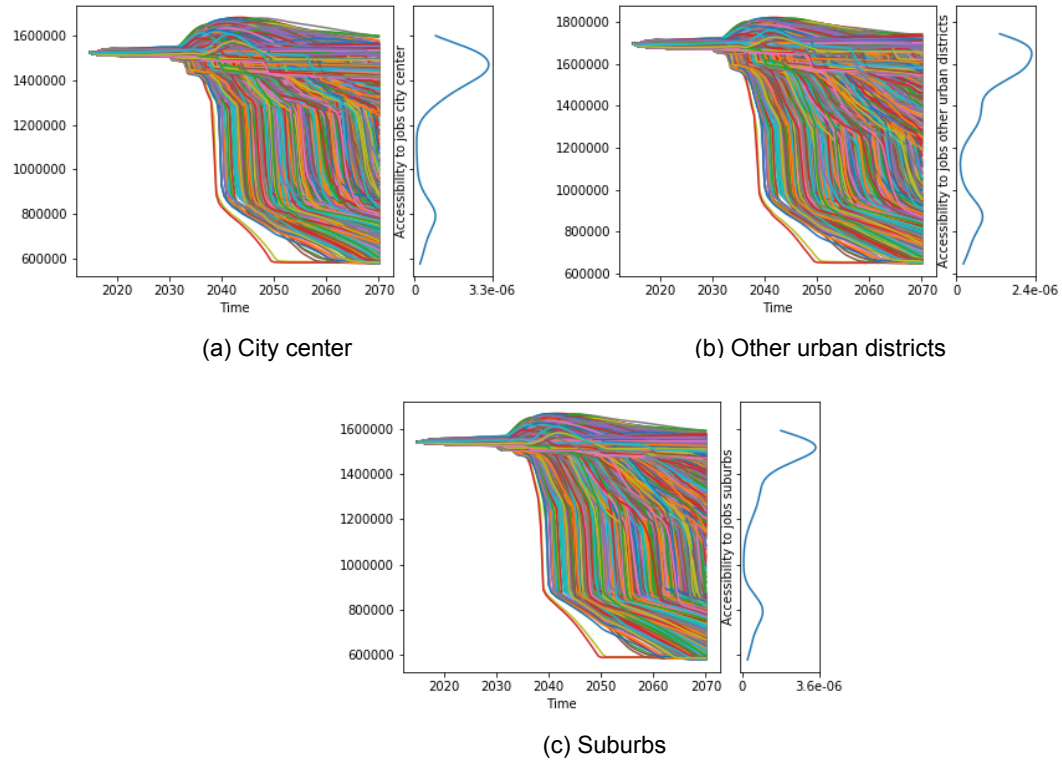 1600000
1400000
1200000
1000000
800000
600000
2020 2030 2040 2050 2060 2070
Time
Accessibility to jobs city center
0 3.3e-06
(a) City center
1800000
1600000
1400000
1200000
1000000
800000
600000
2020 2030 2040 2050 2060 2070
Time
Accessibility to jobs other urban districts
0 2.4e-06
(b) Other urban districts
1600000
1400000
1200000
1000000
800000
600000
2020 2030 2040 2050 2060 2070
Time
Accessibility to jobs suburbs
0 3.6e-06
(c) Suburbs